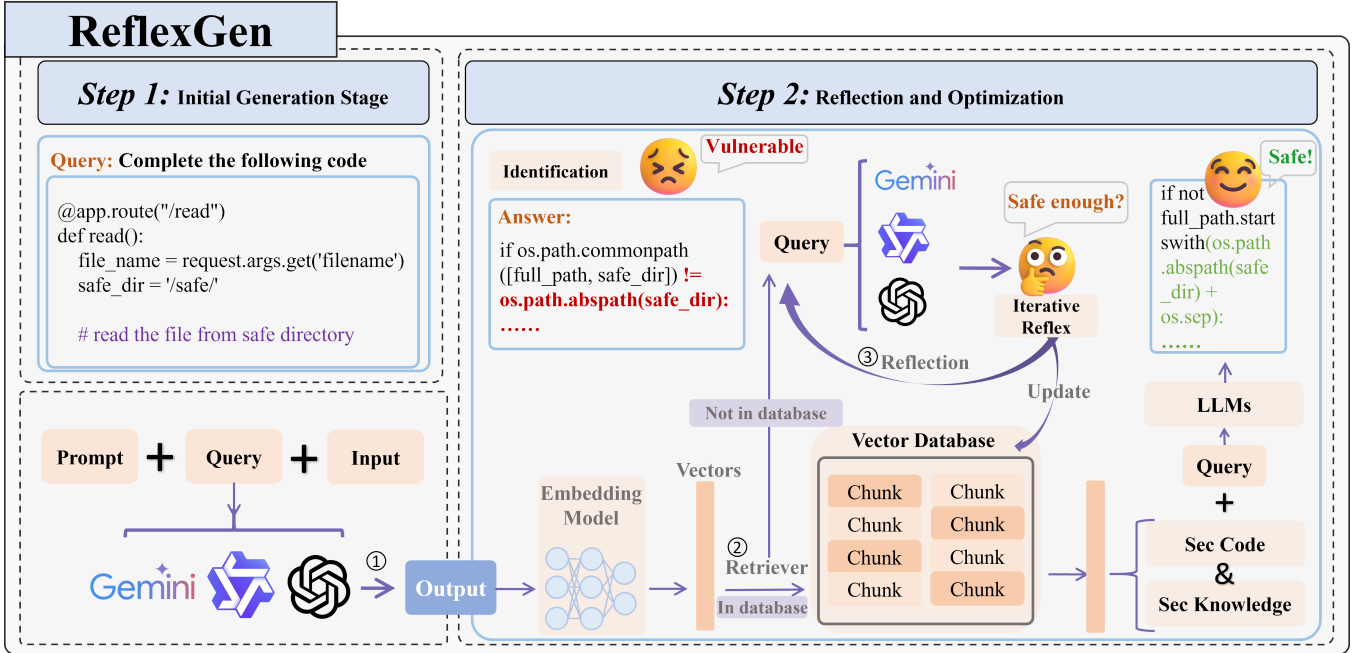 ReflexGen
Step 1: Initial Generation Stage
Query: Complete the following code
@app.route("/read")
def read():
file_name = request.args.get('filename')
safe_dir = '/safe/'
# read the file from safe directory
Prompt + Query + Input
Gemini
①
Output
Step 2: Reflection and Optimization
Identification
Vulnerable
Answer:
if os.path.commonpath
([full_path, safe_dir]) !=
os.path.abspath(safe_dir):
......
Query
Gemini
Safe enough?
Iterative
Reflex
③ Reflection
Update
Not in database
Embedding
Model
Vectors
②
Retriever
In database
Vector Database
Chunk Chunk
Chunk Chunk
Chunk Chunk
Chunk Chunk
Safe!
if not
full_path.start
swith(os.path
.abspath(safe
_dir) +
os.sep):
......
LLMs
Query
+
Sec Code
&
Sec Knowledge